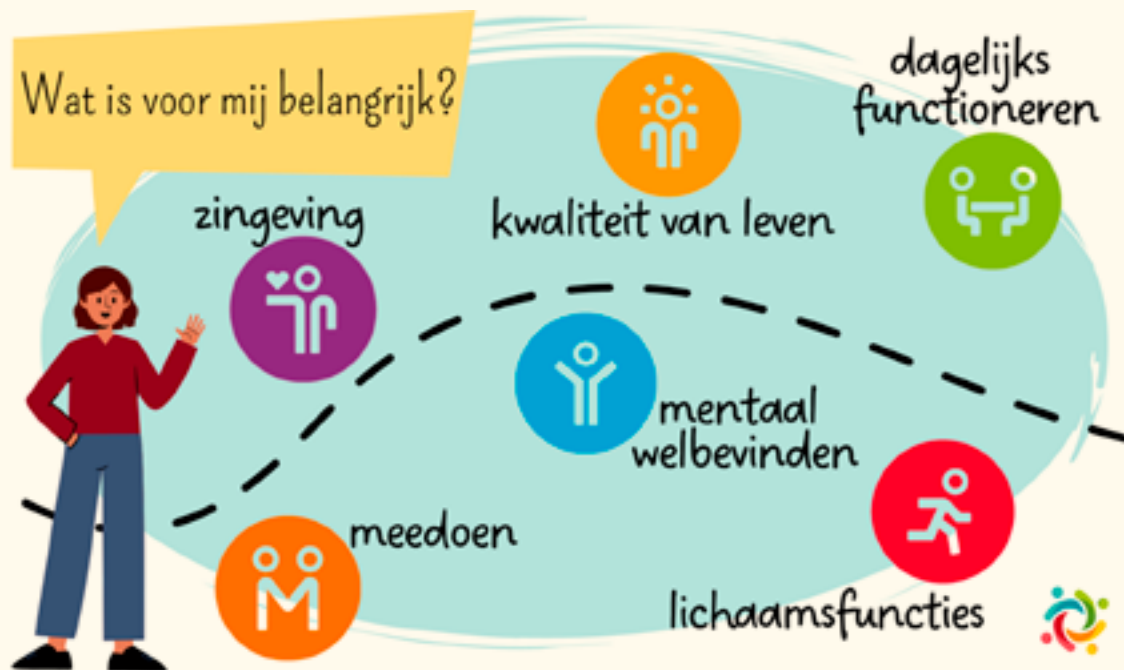 Wat is voor mij belangrijk?
dagelijks
functioneren
zingeving
kwaliteit van leven
mentaal
welbevinden
meedoen
lichaamsfuncties